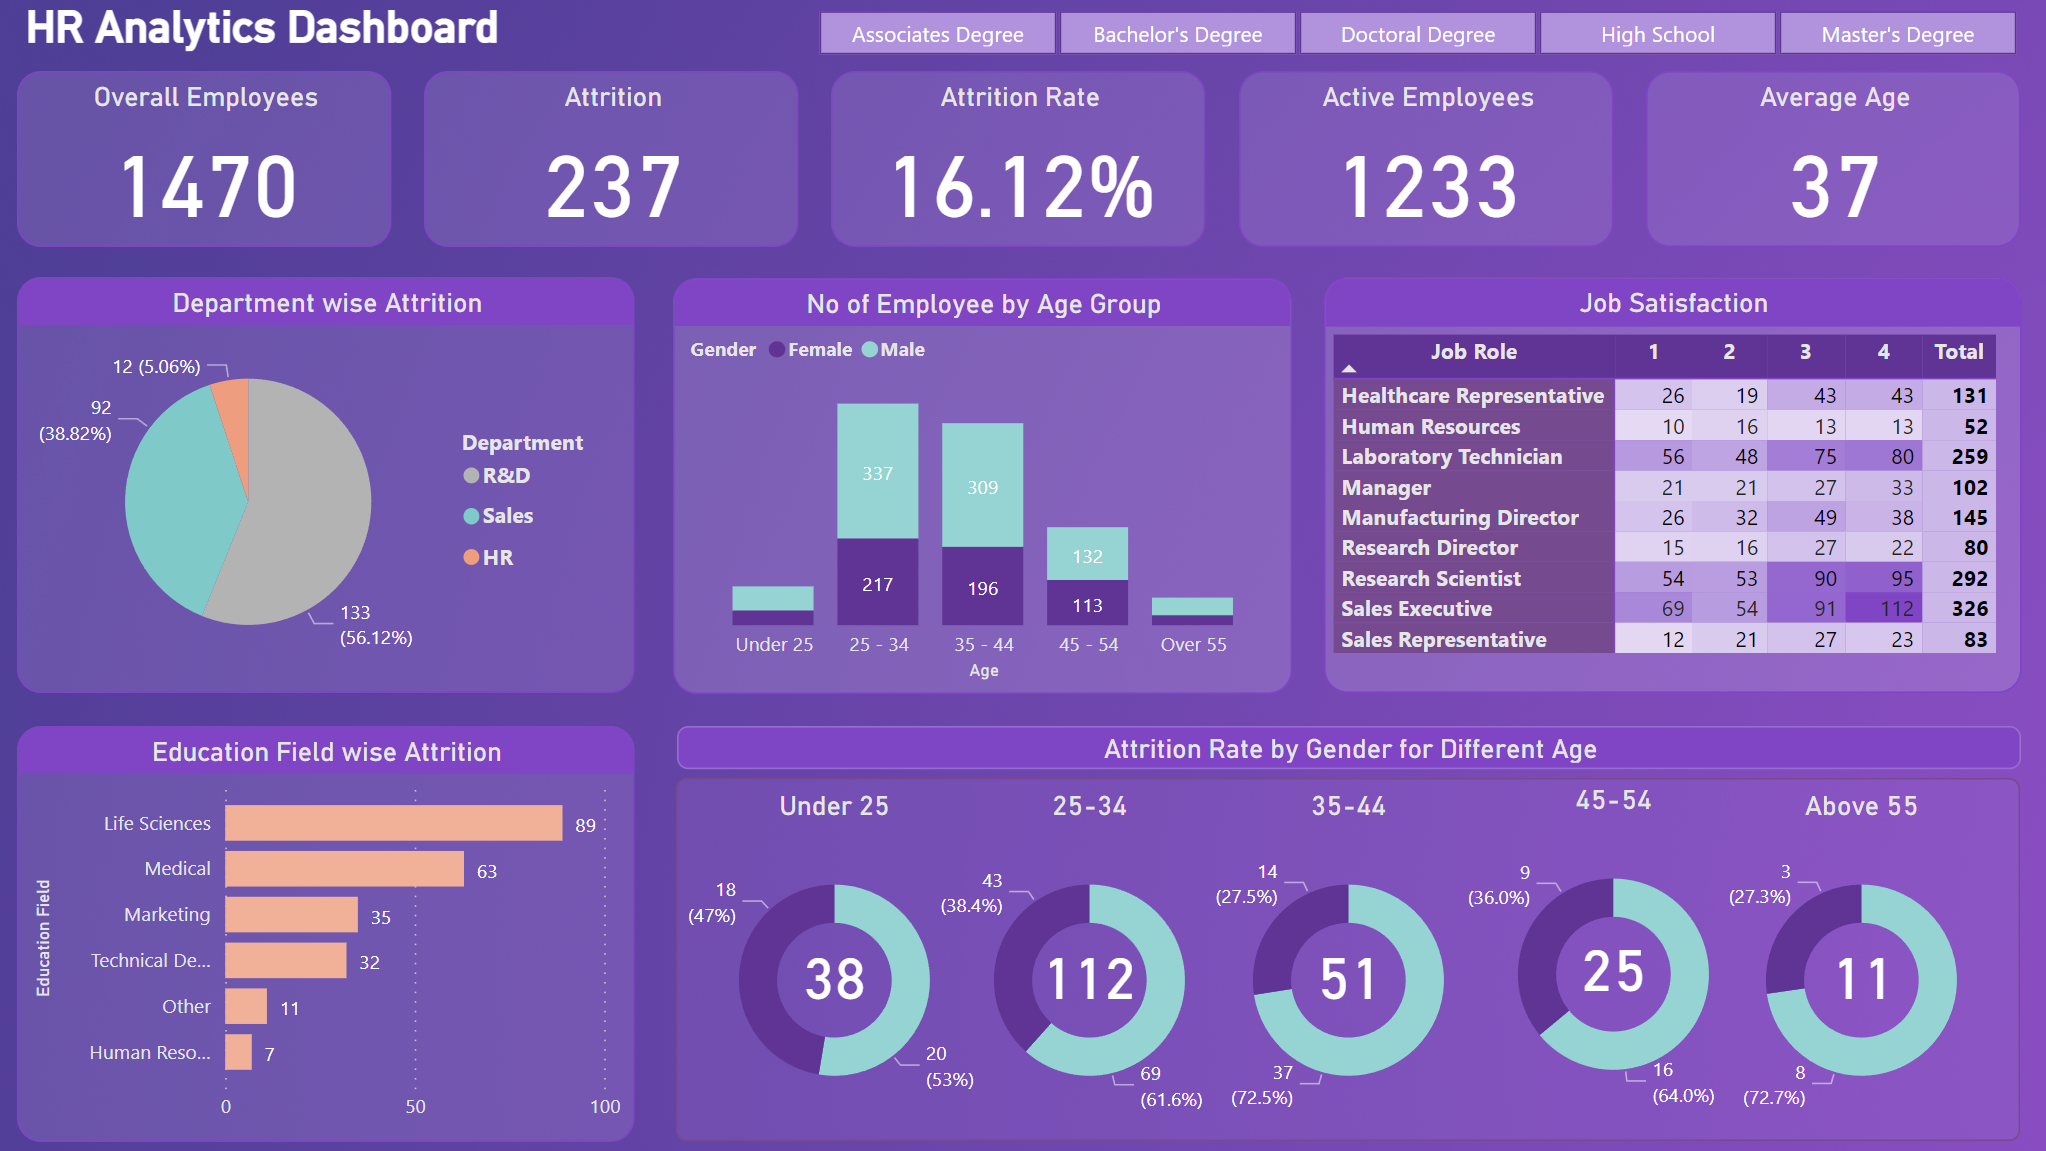 HR Analytics Dashboard
Associates Degree
Bachelor's Degree
Doctoral Degree
High School
Master's Degree
Overall Employees
1470
Attrition
237
Attrition Rate
16.12%
Active Employees
1233
Average Age
37
Department wise Attrition
12 (5.06%)
92
(38.82%)
133
(56.12%)
Department
R&D
Sales
HR
No of Employee by Age Group
Gender Female Male
337
309
217
196
132
113
Under 25
25 - 34
35 - 44
45 - 54
Over 55
Age
Job Satisfaction
Job Role 1 2 3 4 Total
Healthcare Representative 26 19 43 43 131
Human Resources 10 16 13 13 52
Laboratory Technician 56 48 75 80 259
Manager 21 21 27 33 102
Manufacturing Director 26 32 49 38 145
Research Director 15 16 27 22 80
Research Scientist 54 53 90 95 292
Sales Executive 69 54 91 112 326
Sales Representative 12 21 27 23 83
Education Field wise Attrition
Education Field
Life Sciences 89
Medical 63
Marketing 35
Technical De... 32
Other 11
Human Reso... 7
0 50 100
Attrition Rate by Gender for Different Age
Under 25
18
(47%)
38
20
(53%)
25-34
43
(38.4%)
112
69
(61.6%)
35-44
14
(27.5%)
51
37
(72.5%)
45-54
9
(36.0%)
25
16
(64.0%)
Above 55
3
(27.3%)
11
8
(72.7%)